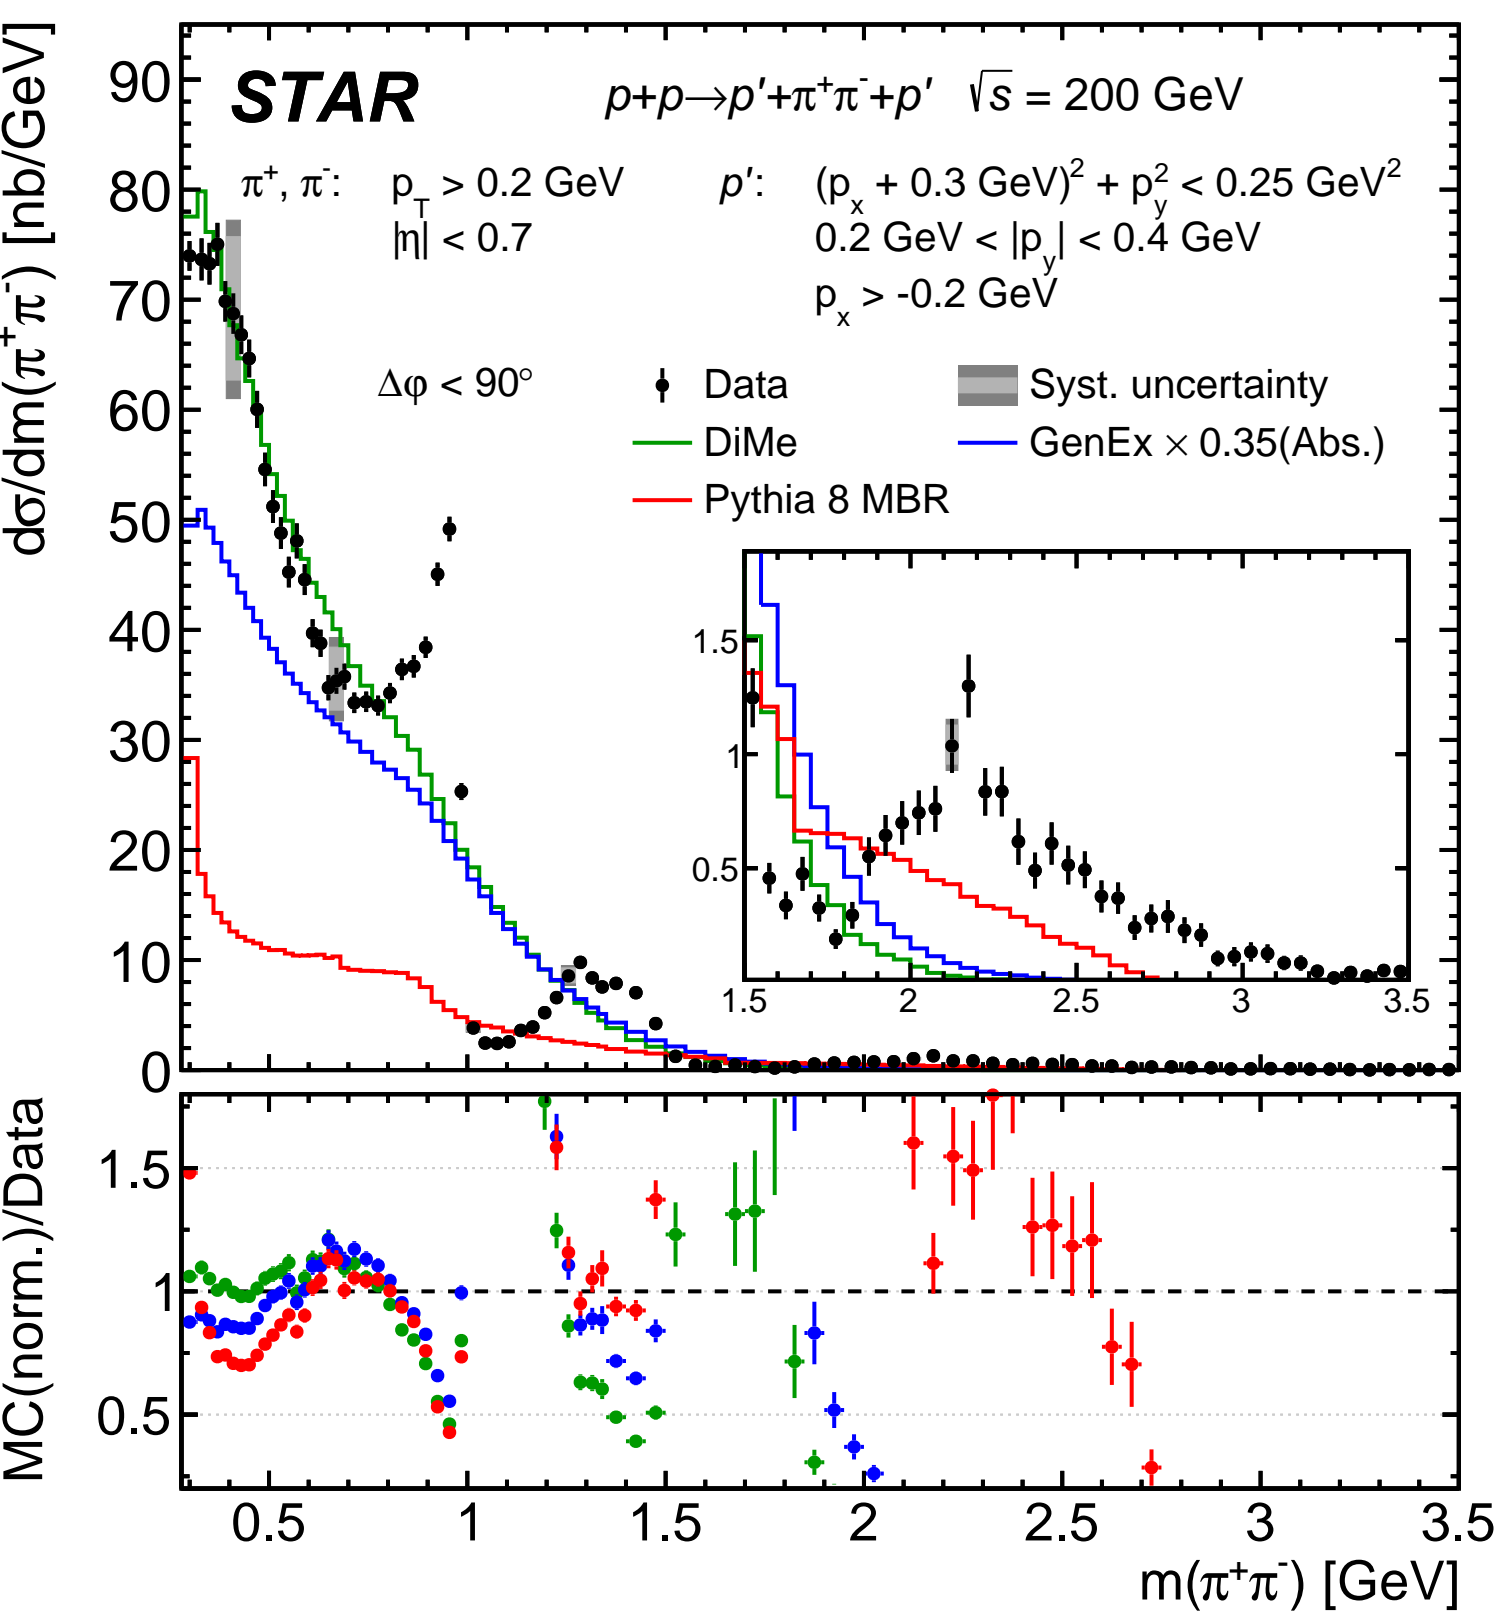 STAR
p+p→p′+π⁺π⁻+p′ √s = 200 GeV
π⁺, π⁻: p_T > 0.2 GeV
|η| < 0.7
p′: (p_x + 0.3 GeV)² + p_y² < 0.25 GeV²
0.2 GeV < |p_y| < 0.4 GeV
p_x > -0.2 GeV
Δφ < 90°
Data
Syst. uncertainty
DiMe
GenEx × 0.35(Abs.)
Pythia 8 MBR
dσ/dm(π⁺π⁻) [nb/GeV]
90
80
70
60
50
40
30
20
10
0
1.5
1
0.5
1.5 2 2.5 3 3.5
MC(norm.)/Data
1.5
1
0.5
0.5 1 1.5 2 2.5 3 3.5
m(π⁺π⁻) [GeV]